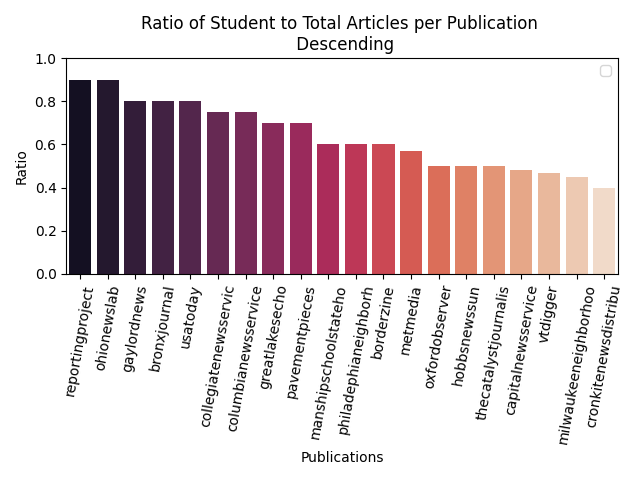 Ratio of Student to Total Articles per Publication
Descending
1.0
0.8
0.6
0.4
0.2
0.0
Ratio
reportingproject
ohionewslab
gaylordnews
bronxjournal
usatoday
collegiatenewsservic
columbianewsservice
greatlakesecho
pavementpieces
manshipschoolstateho
philadephianeighborh
borderzine
metmedia
oxfordobserver
hobbsnewssun
thecatalystjournalis
capitalnewsservice
vtdigger
milwaukeeneighborhoo
cronkitenewsdistribu
Publications